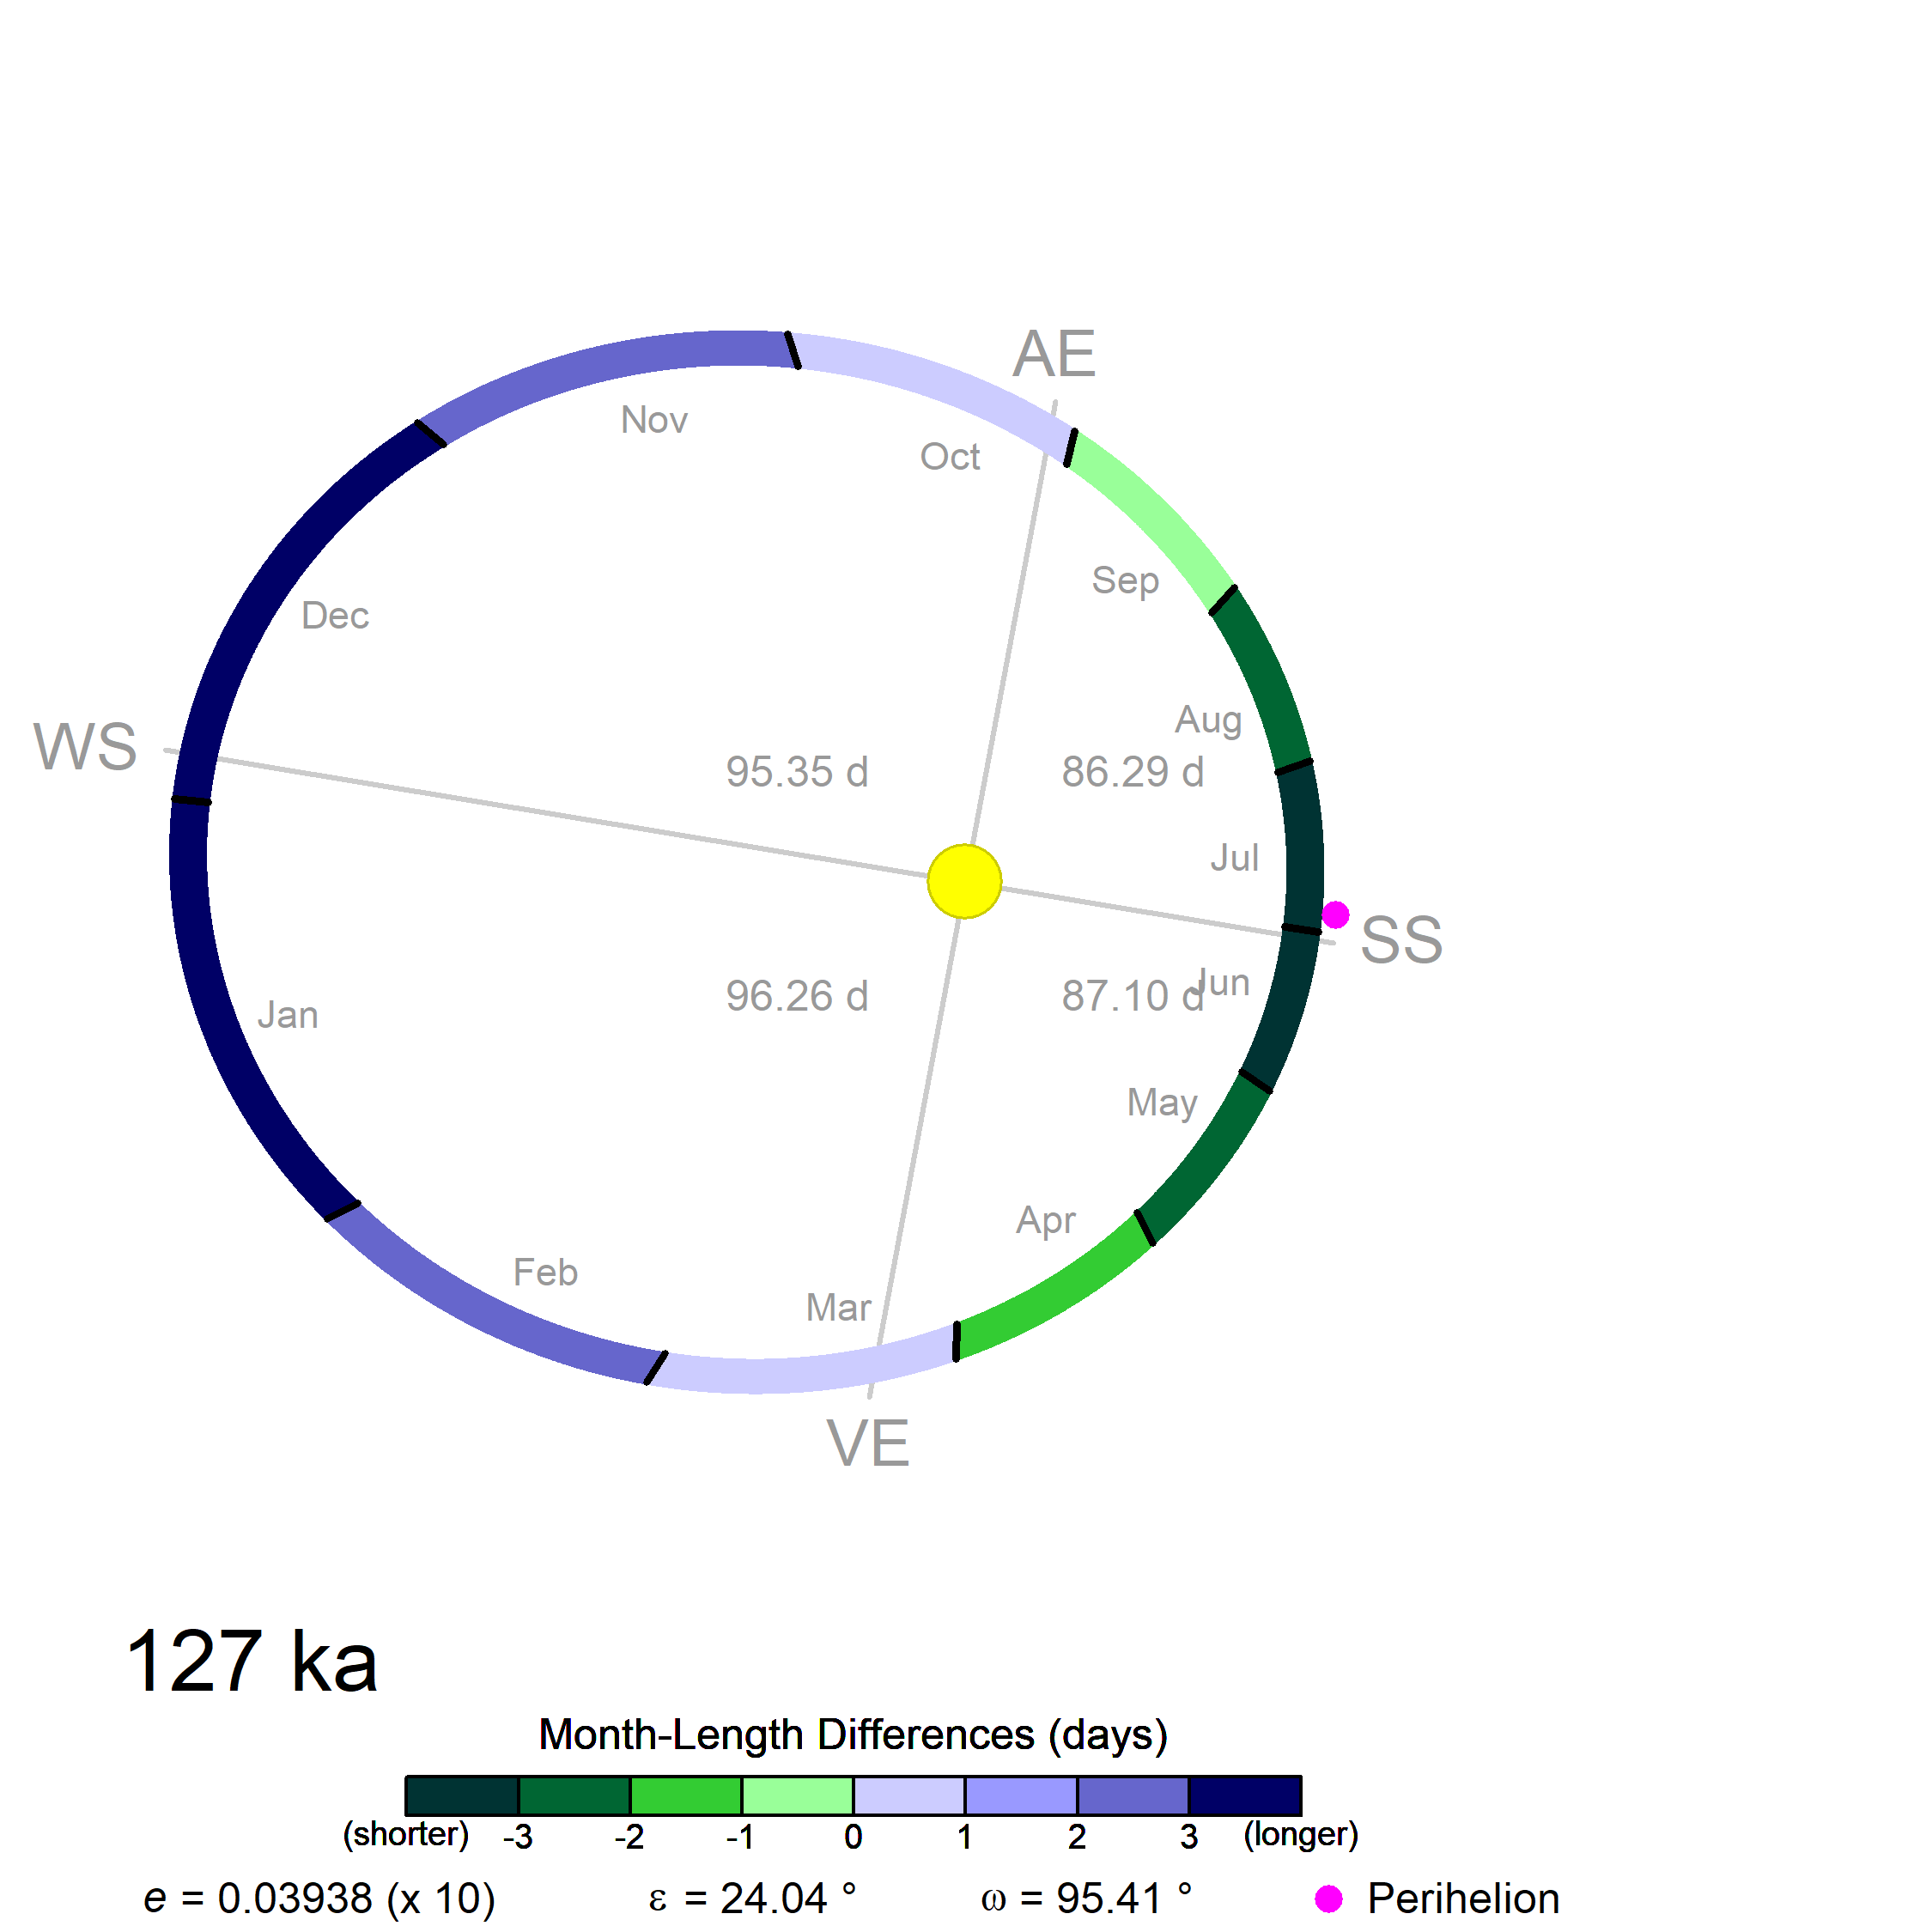 AE
Nov
Oct
Sep
Dec
Aug
WS
95.35 d
86.29 d
Jul
SS
Jun
96.26 d
87.10 d
Jan
May
Apr
Feb
Mar
VE
127 ka
Month-Length Differences (days)
(shorter) -3 -2 -1 0 1 2 3 (longer)
e = 0.03938 (x 10) ε = 24.04 ° ω = 95.41 ° Perihelion